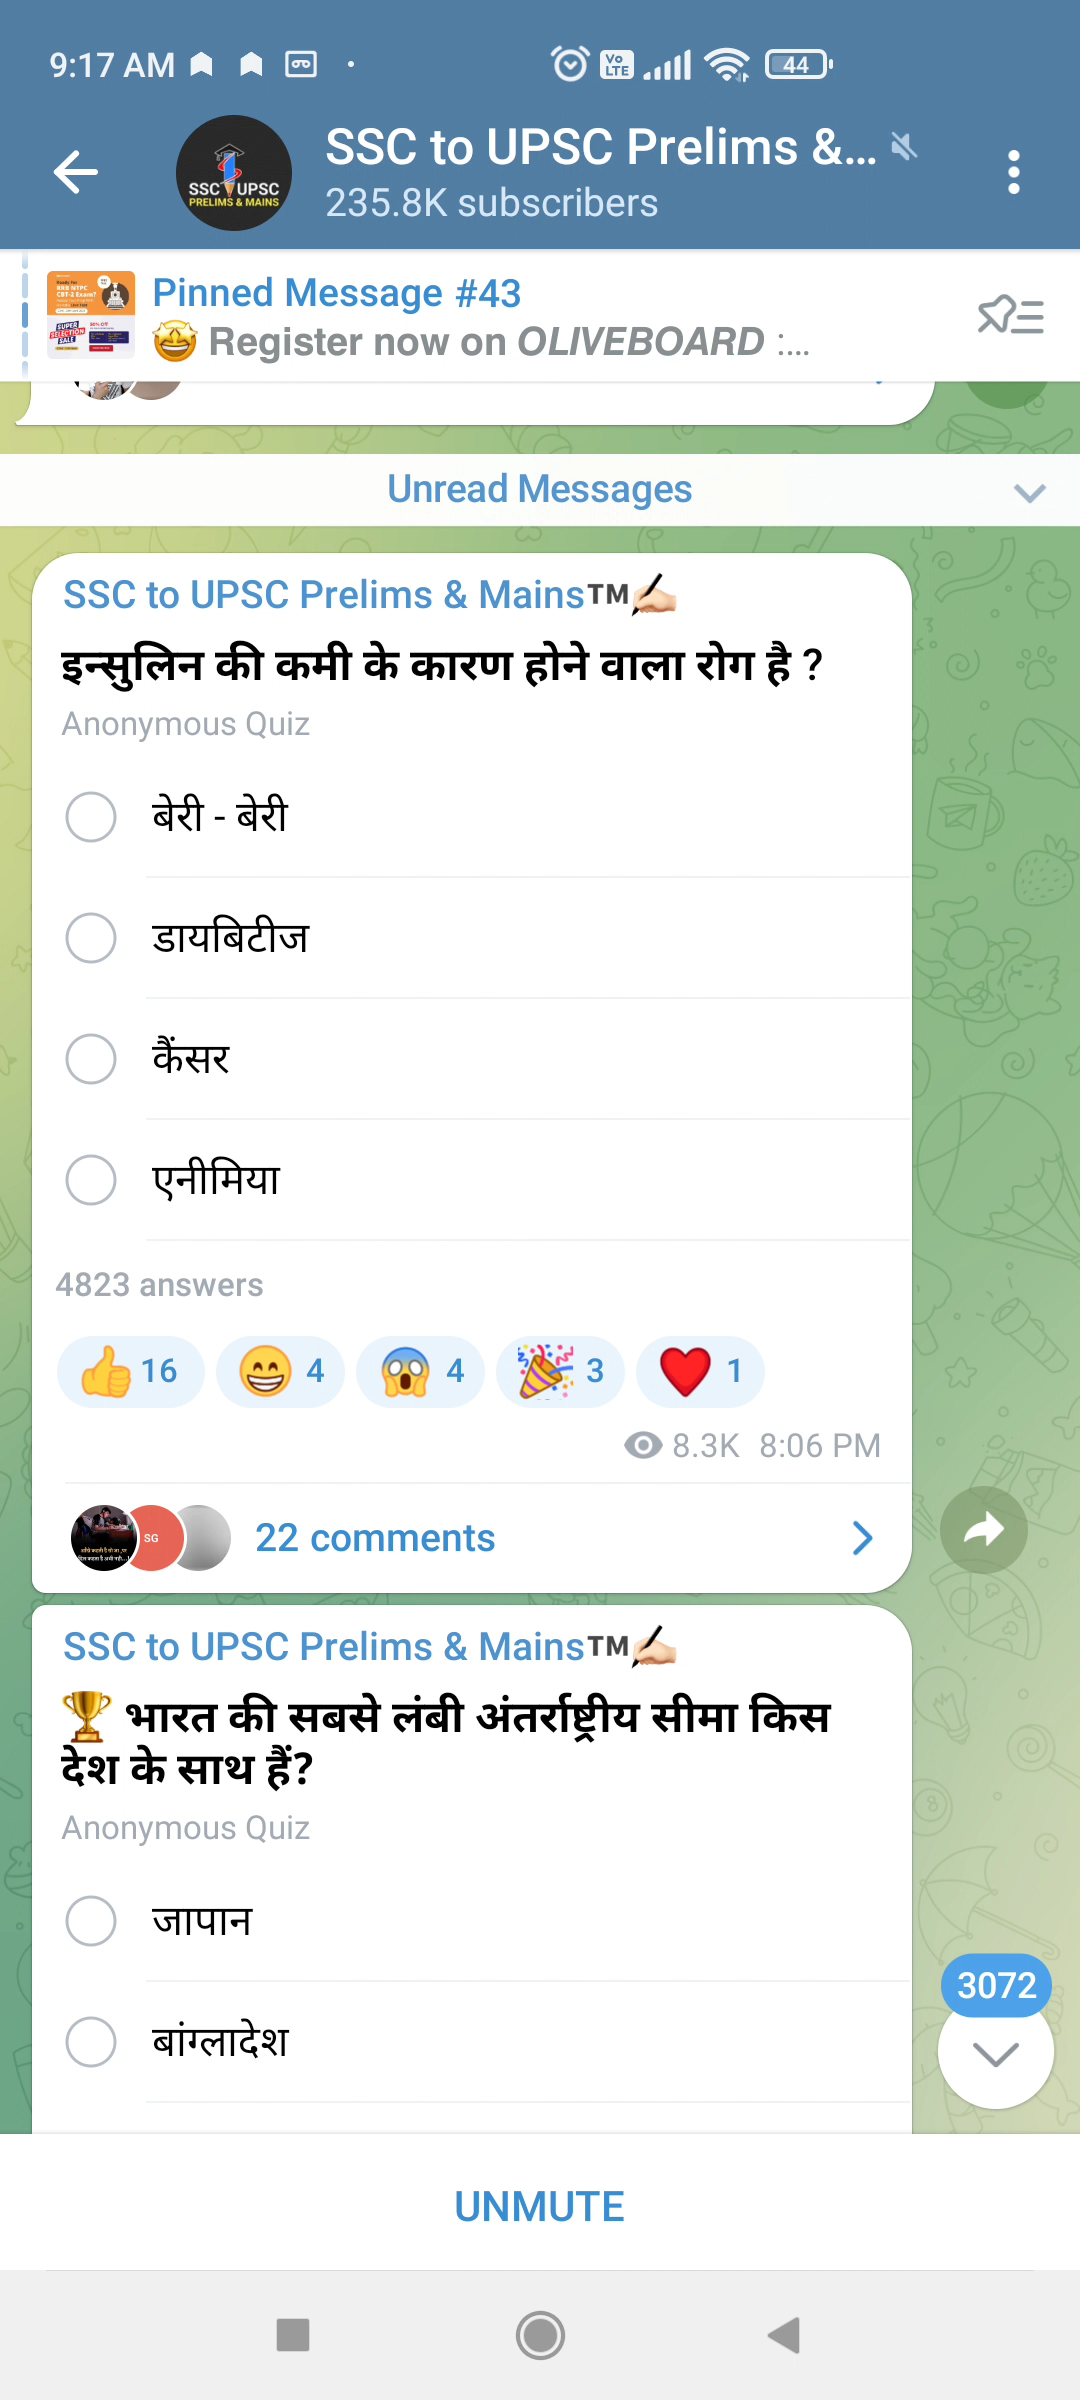 9:17 AM
Vo LTE
44
SSC to UPSC Prelims &...
235.8K subscribers
SSC UPSC
PRELIMS & MAINS
Pinned Message #43
🤩 Register now on OLIVEBOARD :...
Unread Messages
SSC to UPSC Prelims & Mains™✍🏻
इन्सुलिन की कमी के कारण होने वाला रोग है ?
Anonymous Quiz
बेरी - बेरी
डायबिटीज
कैंसर
एनीमिया
4823 answers
👍 16 😁 4 😱 4 🎉 3 ❤ 1
8.3K 8:06 PM
SG
22 comments
SSC to UPSC Prelims & Mains™✍🏻
🏆 भारत की सबसे लंबी अंतर्राष्ट्रीय सीमा किस
देश के साथ हैं?
Anonymous Quiz
जापान
बांग्लादेश
3072
UNMUTE